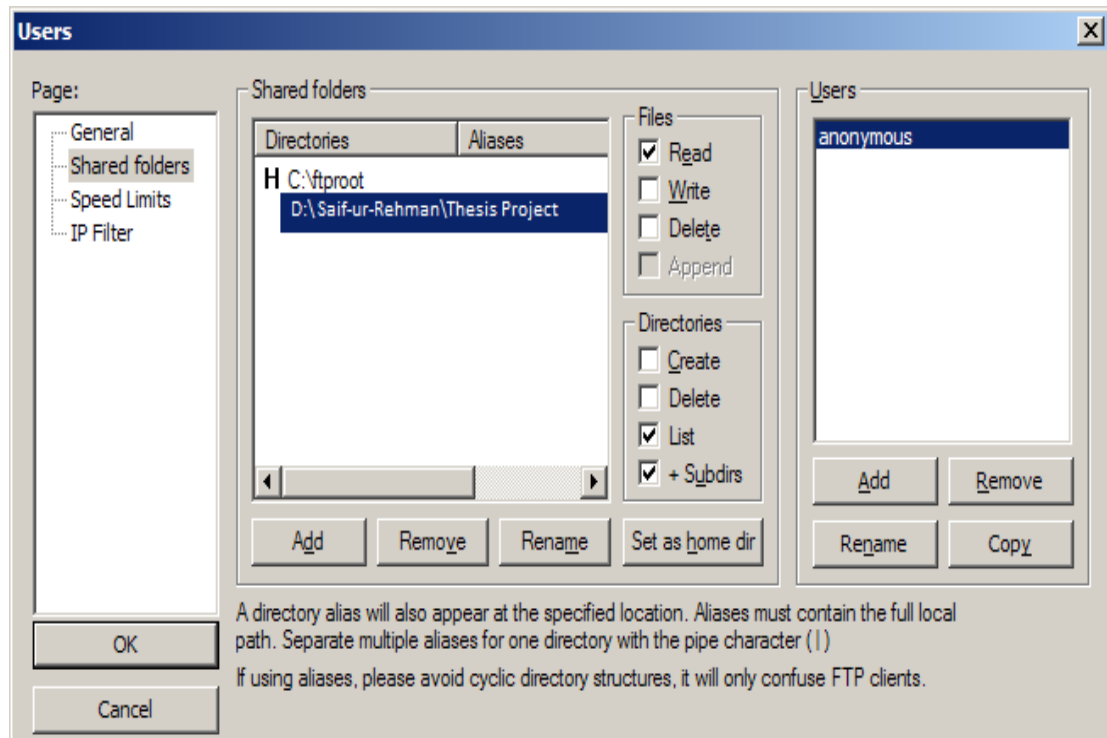 Users
Page:
General
Shared folders
Speed Limits
IP Filter
OK
Cancel
Shared folders
Directories Aliases
H C:\ftproot
D:\Saif-ur-Rehman\Thesis Project
Add Remove Rename Set as home dir
Files
Read
Write
Delete
Append
Directories
Create
Delete
List
+ Subdirs
Users
anonymous
Add Remove
Rename Copy
A directory alias will also appear at the specified location. Aliases must contain the full local
path. Separate multiple aliases for one directory with the pipe character ( | )
If using aliases, please avoid cyclic directory structures, it will only confuse FTP clients.